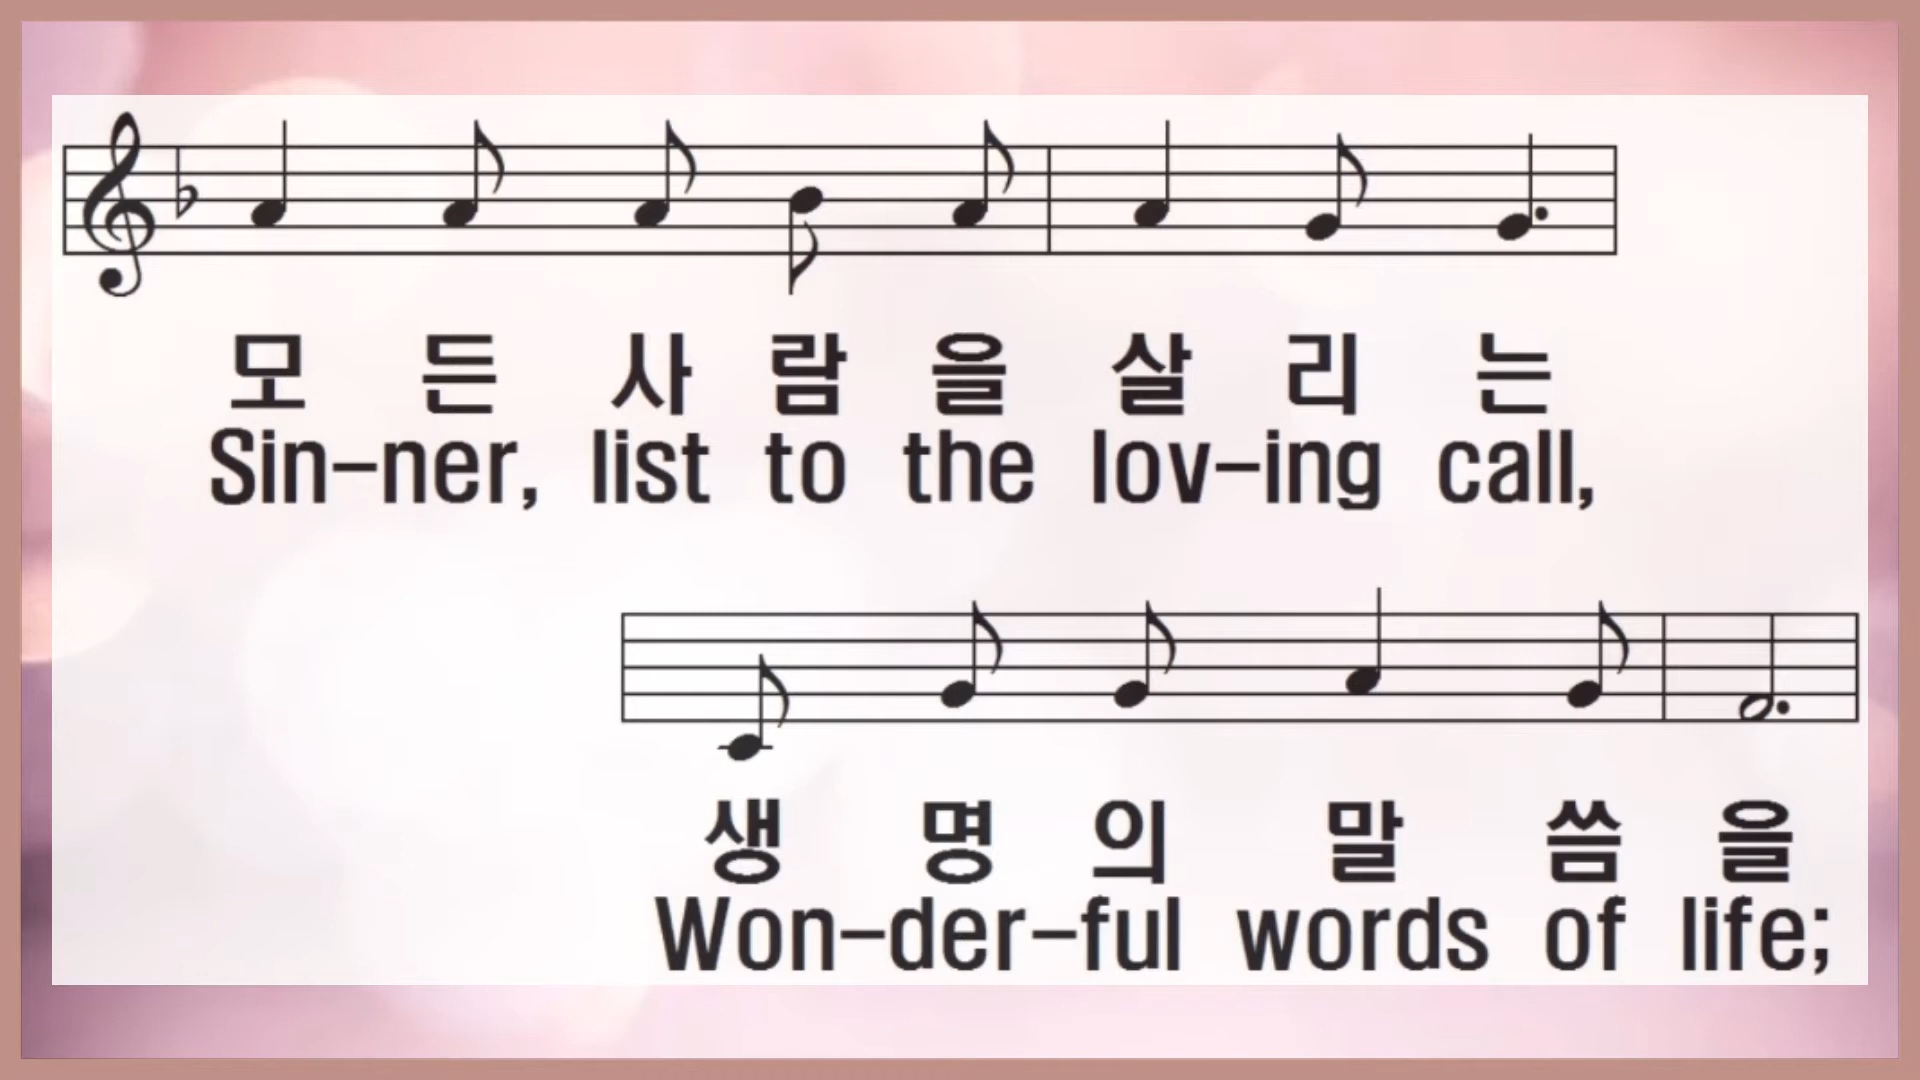 모 든 사 람 을 살 리 는
Sin-ner, list to the lov-ing call,
생 명 의 말 씀 을
Won-der-ful words of life;